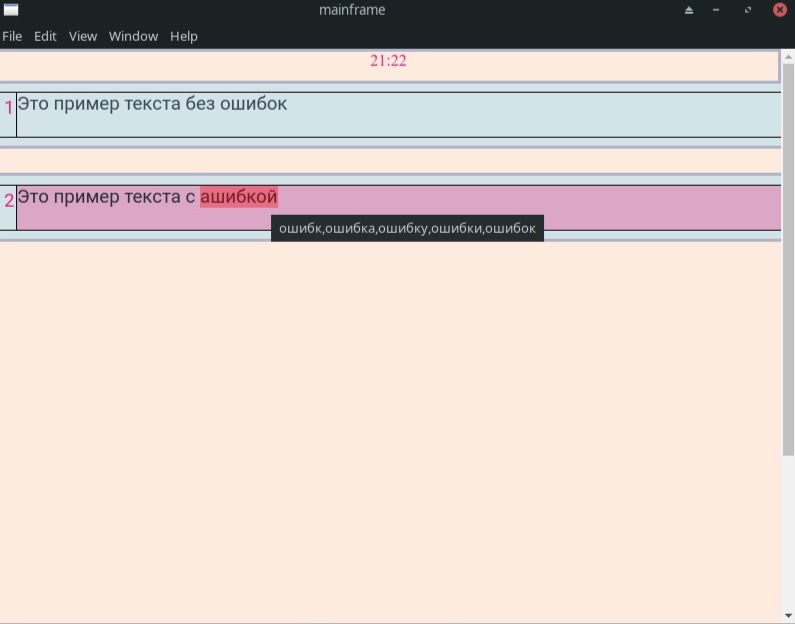 mainframe
File Edit View Window Help
21:22
1 Это пример текста без ошибок
2 Это пример текста с ашибкой
ошибк,ошибка,ошибку,ошибки,ошибок